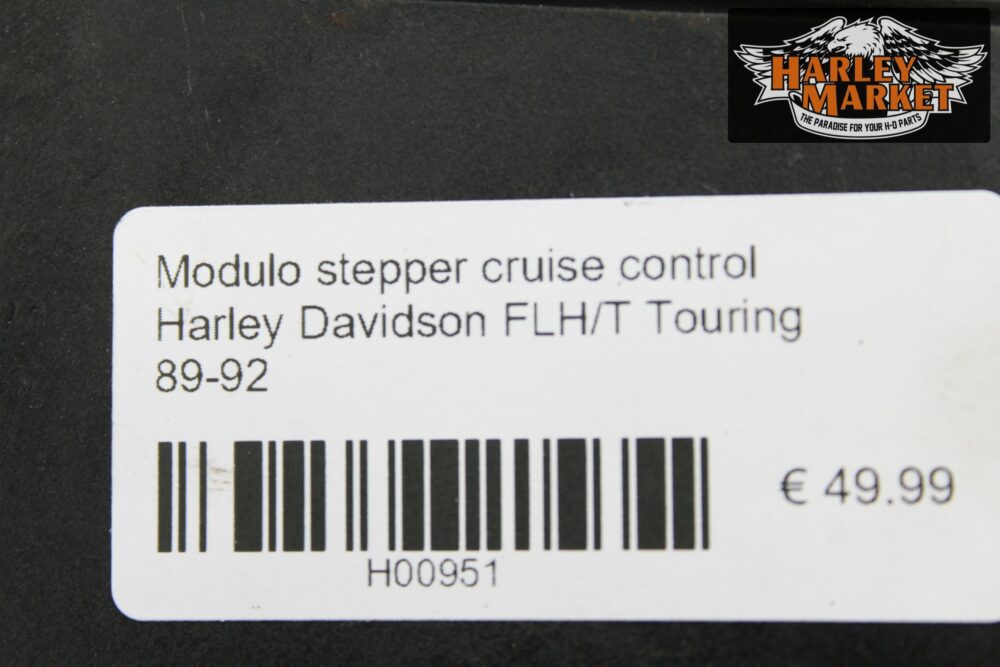 HARLEY
MARKET
THE PARADISE FOR YOUR H-D PARTS
Modulo stepper cruise control
Harley Davidson FLH/T Touring
89-92
€ 49.99
H00951